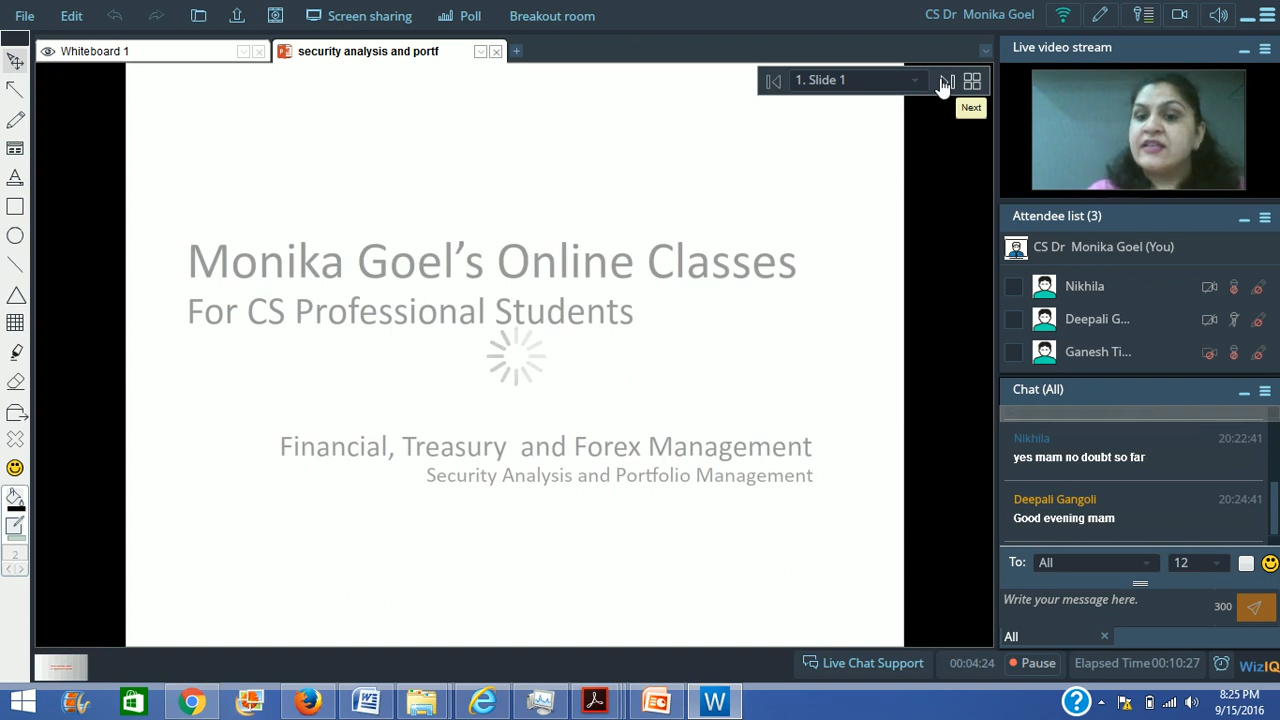 File
Edit
Screen sharing
Poll
Breakout room
CS Dr Monika Goel
Whiteboard 1
security analysis and portf
Live video stream
1. Slide 1
Next
Monika Goel’s Online Classes
For CS Professional Students
Financial, Treasury and Forex Management
Security Analysis and Portfolio Management
Attendee list (3)
CS Dr Monika Goel (You)
Nikhila
Deepali G...
Ganesh Ti...
Chat (All)
Nikhila 20:22:41
yes mam no doubt so far
Deepali Gangoli 20:24:41
Good evening mam
To: All 12
Write your message here. 300
All
2
Live Chat Support
00:04:24
Pause
Elapsed Time 00:10:27
WizIQ
8:25 PM
9/15/2016